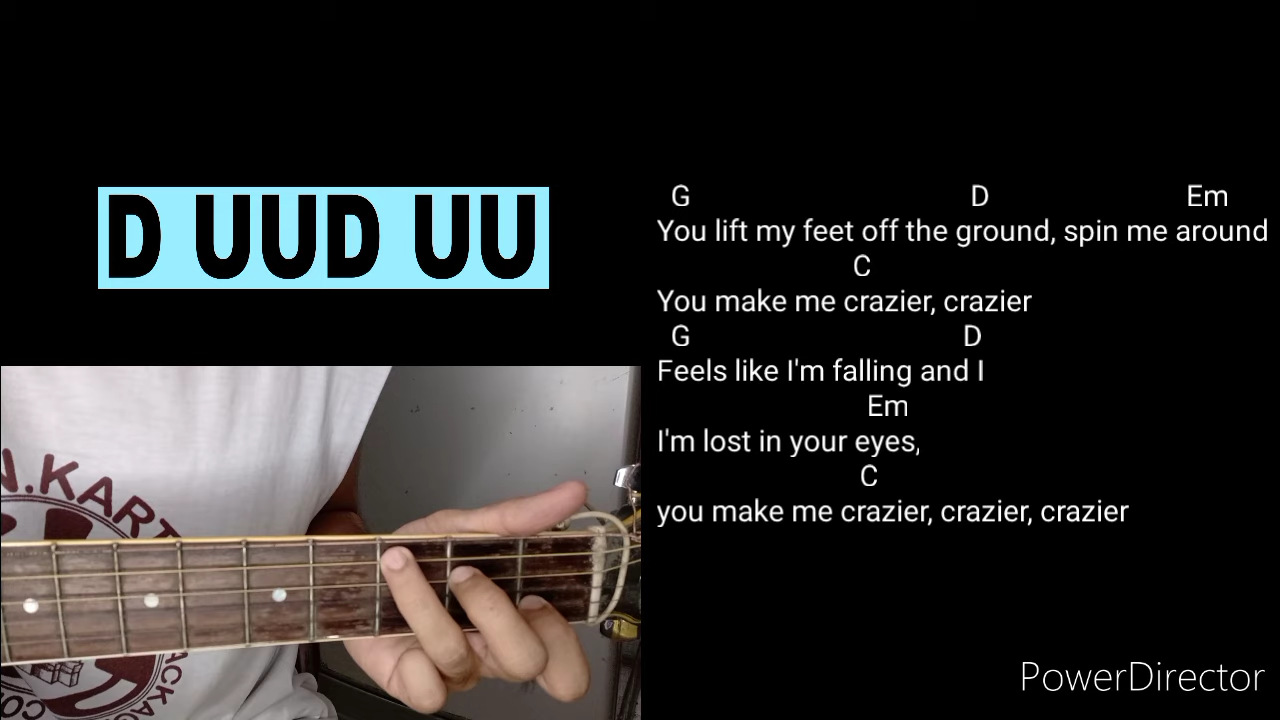 D UUD UU
G D Em
You lift my feet off the ground, spin me around
C
You make me crazier, crazier
G D
Feels like I'm falling and I
Em
I'm lost in your eyes,
C
you make me crazier, crazier, crazier
N.KART
PowerDirector